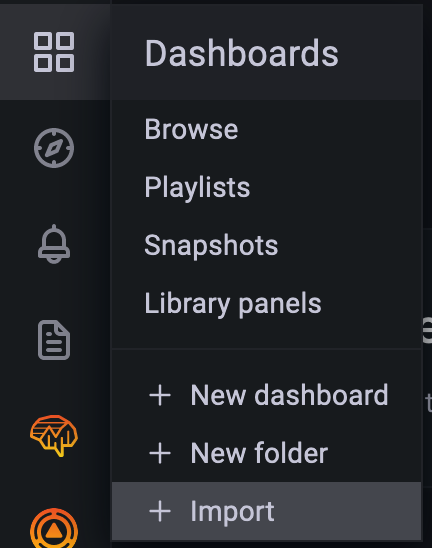 Dashboards
Browse
Playlists
Snapshots
Library panels
+ New dashboard
+ New folder
+ Import